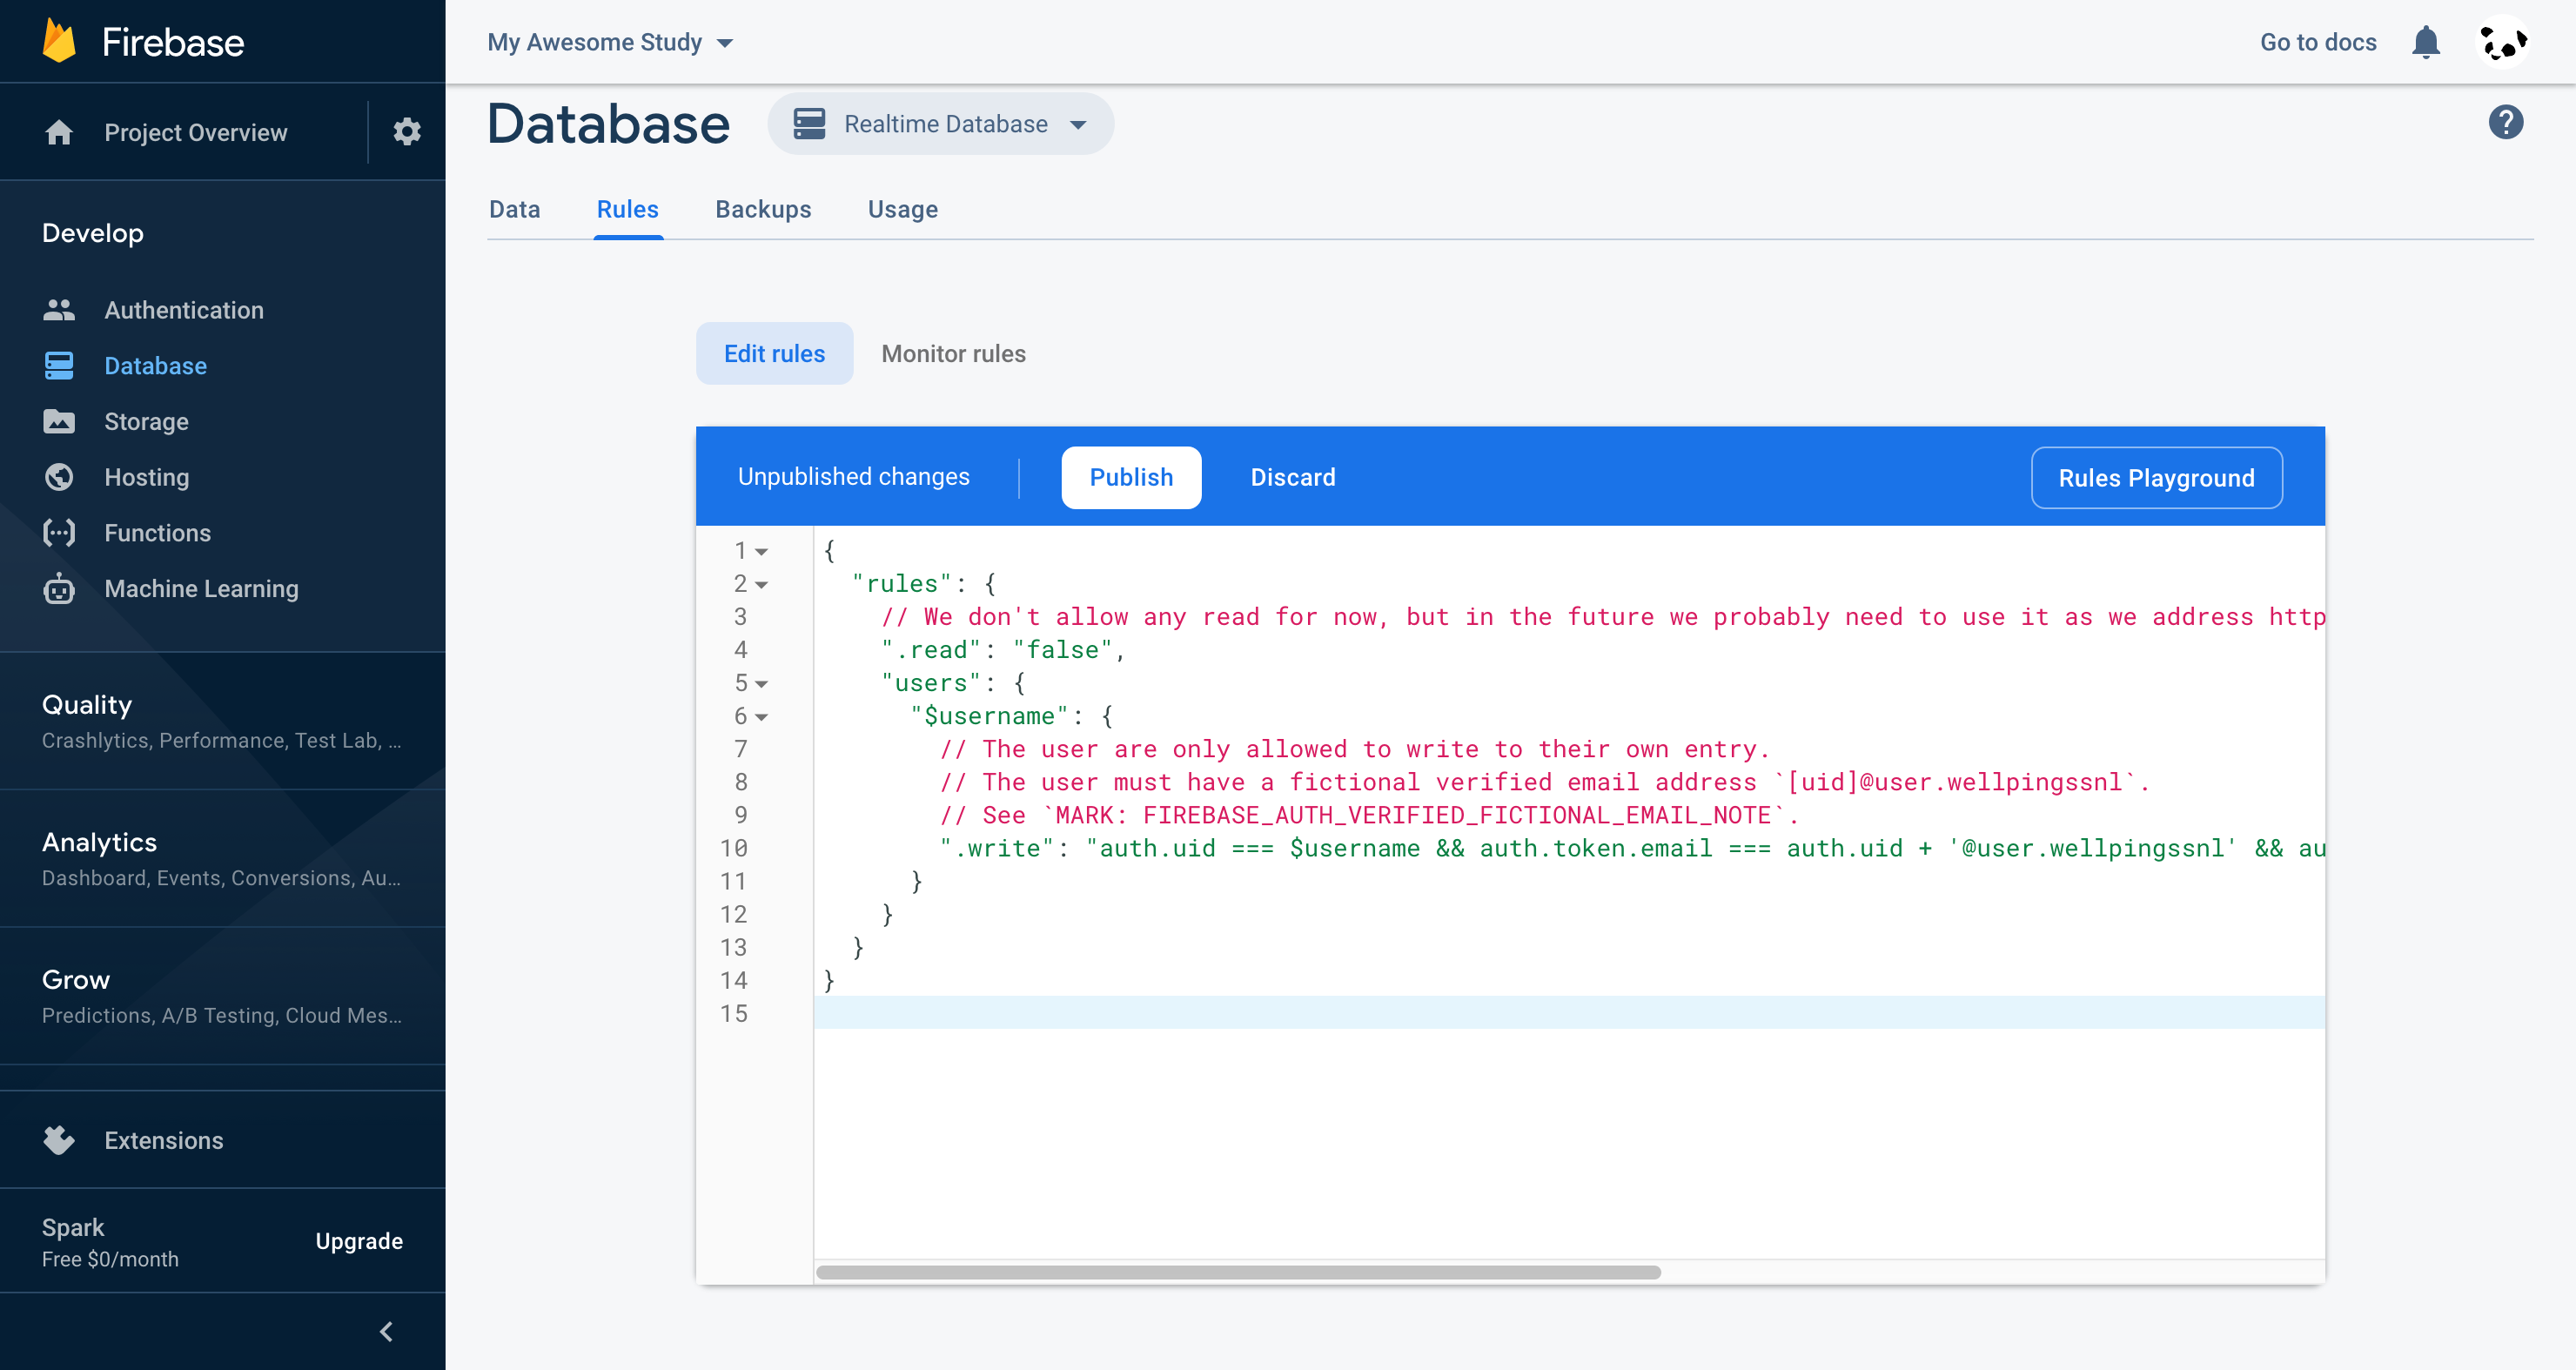 Firebase
My Awesome Study
Go to docs
Project Overview
Database
Realtime Database
?
Data
Rules
Backups
Usage
Develop
Authentication
Database
Storage
Hosting
Functions
Machine Learning
Quality
Crashlytics, Performance, Test Lab, ...
Analytics
Dashboard, Events, Conversions, Au...
Grow
Predictions, A/B Testing, Cloud Mes...
Extensions
Spark
Free $0/month
Upgrade
Edit rules
Monitor rules
Unpublished changes
Publish
Discard
Rules Playground
1 {
2 "rules": {
3 // We don't allow any read for now, but in the future we probably need to use it as we address http
4 ".read": "false",
5 "users": {
6 "$username": {
7 // The user are only allowed to write to their own entry.
8 // The user must have a fictional verified email address `[uid]@user.wellpingssnl`.
9 // See `MARK: FIREBASE_AUTH_VERIFIED_FICTIONAL_EMAIL_NOTE`.
10 ".write": "auth.uid === $username && auth.token.email === auth.uid + '@user.wellpingssnl' && au
11 }
12 }
13 }
14 }
15